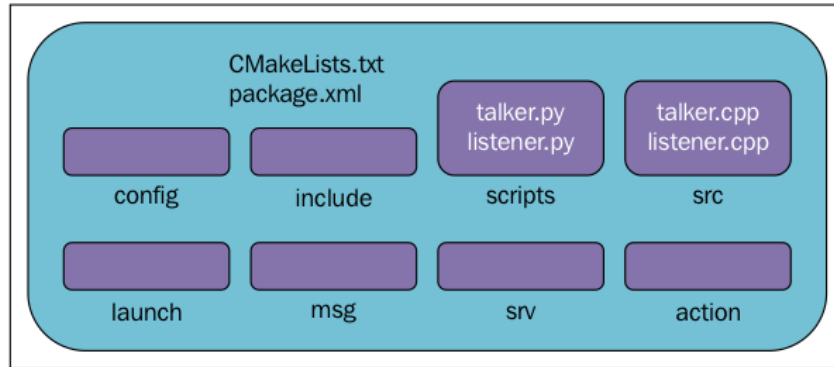 CMakeLists.txt
package.xml
talker.py
listener.py
talker.cpp
listener.cpp
config
include
scripts
src
launch
msg
srv
action